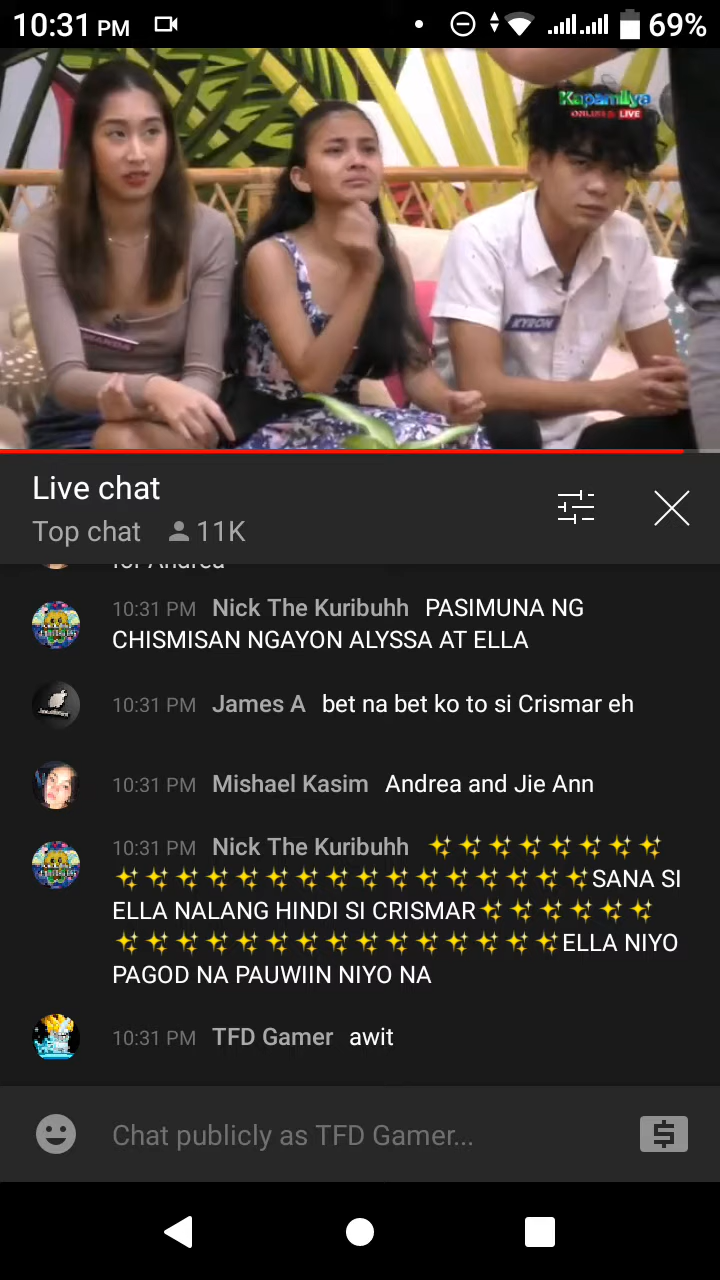 10:31 PM 69%
Kapamilya
ONLINE LIVE
KYRON
Live chat
Top chat 11K
for Andrea
10:31 PM Nick The Kuribuhh PASIMUNA NG
CHISMISAN NGAYON ALYSSA AT ELLA
10:31 PM James A bet na bet ko to si Crismar eh
10:31 PM Mishael Kasim Andrea and Jie Ann
10:31 PM Nick The Kuribuhh ✨✨✨✨✨✨✨✨
✨✨✨✨✨✨✨✨✨✨✨✨✨✨✨✨SANA SI
ELLA NALANG HINDI SI CRISMAR✨✨✨✨✨✨
✨✨✨✨✨✨✨✨✨✨✨✨✨✨✨ELLA NIYO
PAGOD NA PAUWIIN NIYO NA
10:31 PM TFD Gamer awit
Chat publicly as TFD Gamer...